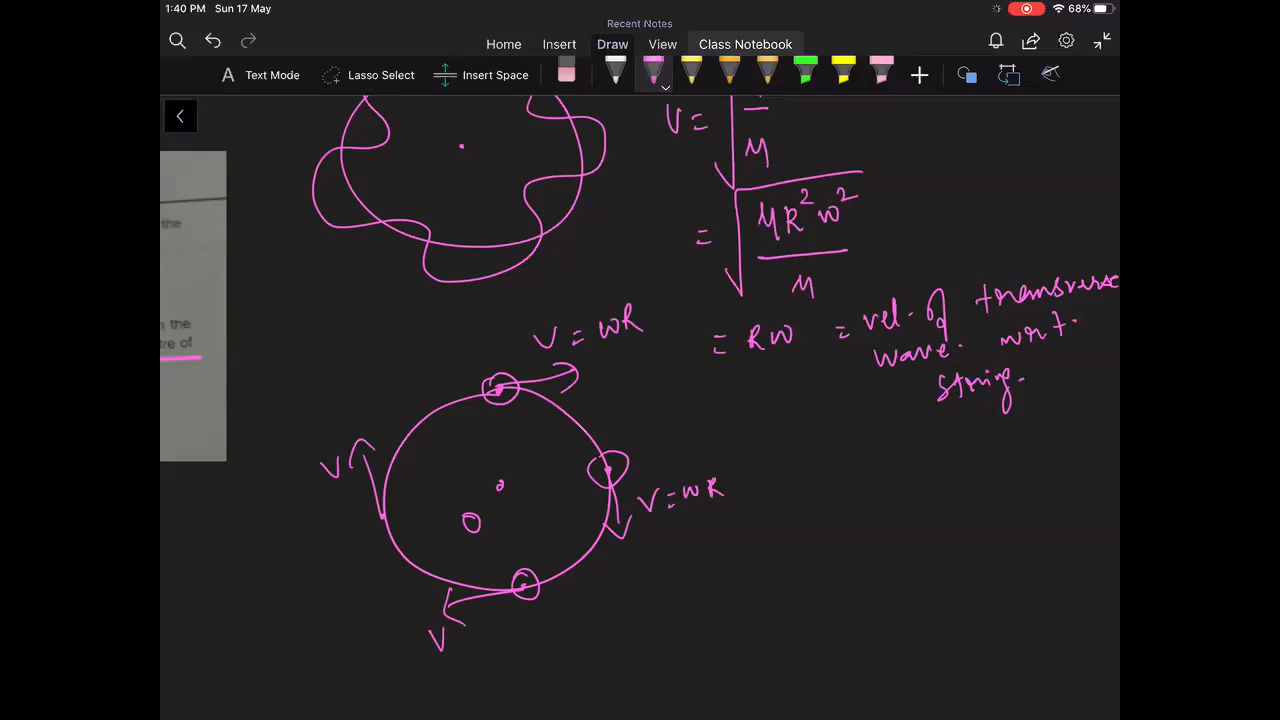 1:40 PM Sun 17 May
68%
Recent Notes
Home Insert Draw View Class Notebook
A Text Mode Lasso Select Insert Space
V =
μ
the
= μR²ω²
μ
n the
tre of
V = ωR
= Rω = vel. of transverse
wave. wrt.
string.
V
V = ωR
O
V